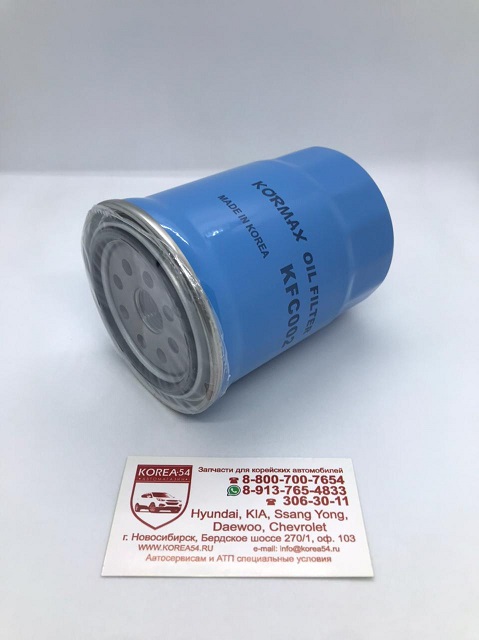 KORMAX OIL FILTER
MADE IN KOREA
KFC002
KOREA-54
АВТОМАГАЗИН
Запчасти для корейских автомобилей
8-800-700-7654
8-913-765-4833
306-30-11
Hyundai, KIA, Ssang Yong,
Daewoo, Chevrolet
г. Новосибирск, Бердское шоссе 270/1, оф. 103
WWW.KOREA54.RU e-mail: info@korea54.ru
Автосервисам и АТП специальные условия